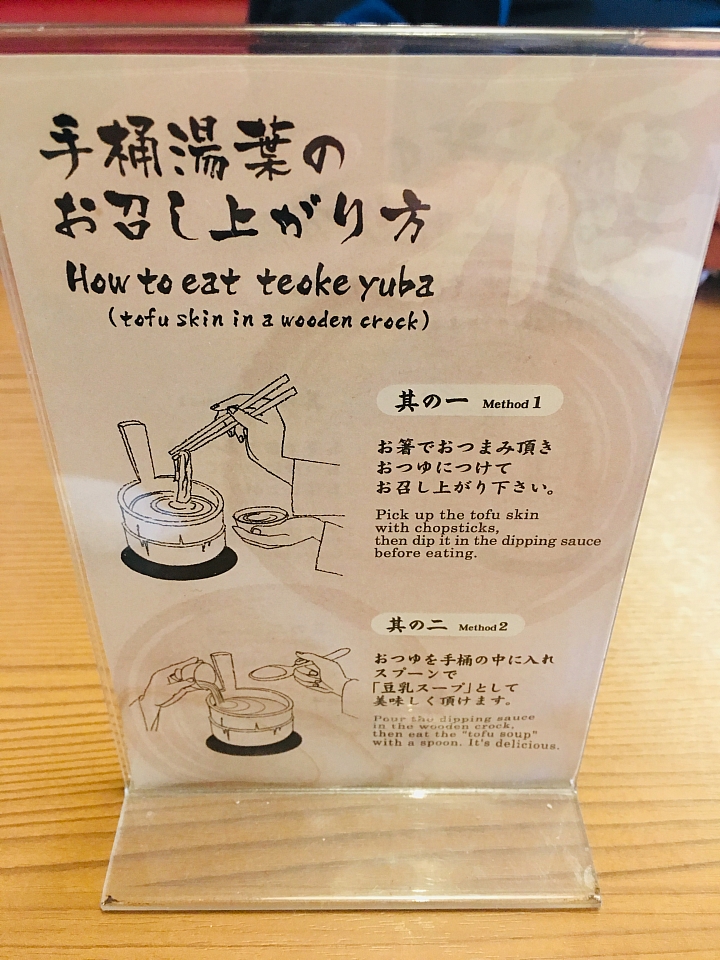 手桶湯葉の
お召し上がり方
How to eat teoke yuba
(tofu skin in a wooden crock)
其の一 Method 1
お箸でおつまみ頂き
おつゆにつけて
お召し上がり下さい。
Pick up the tofu skin
with chopsticks,
then dip it in the dipping sauce
before eating.
其の二 Method 2
おつゆを手桶の中に入れ
スプーンで
「豆乳スープ」として
美味しく頂けます。
Pour the dipping sauce
in the wooden crock,
then eat the "tofu soup"
with a spoon. It's delicious.